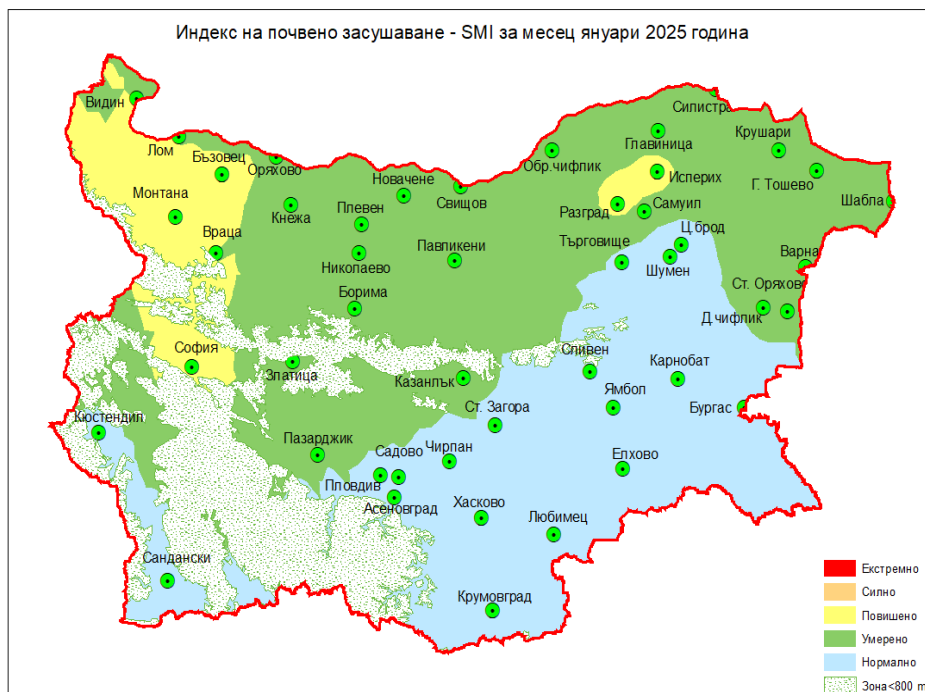 Индекс на почвено засушаване - SMI за месец януари 2025 година
Видин
Силистра
Лом
Главиница
Крушари
Бъзовец
Оряхово
Обр.чифлик
Новачене
Свищов
Исперих
Г. Тошево
Монтана
Кнежа
Плевен
Разград
Самуил
Шабла
Враца
Николаево
Павликени
Търговище
Ц.брод
Шумен
Варна
Борима
Ст. Оряхово
Д.чифлик
София
Златица
Казанлък
Сливен
Карнобат
Ямбол
Бургас
Кюстендил
Ст. Загора
Пазарджик
Садово
Чирпан
Елхово
Пловдив
Асеновград
Хасково
Любимец
Сандански
Крумовград
Екстремно
Силно
Повишено
Умерено
Нормално
Зона<800 m